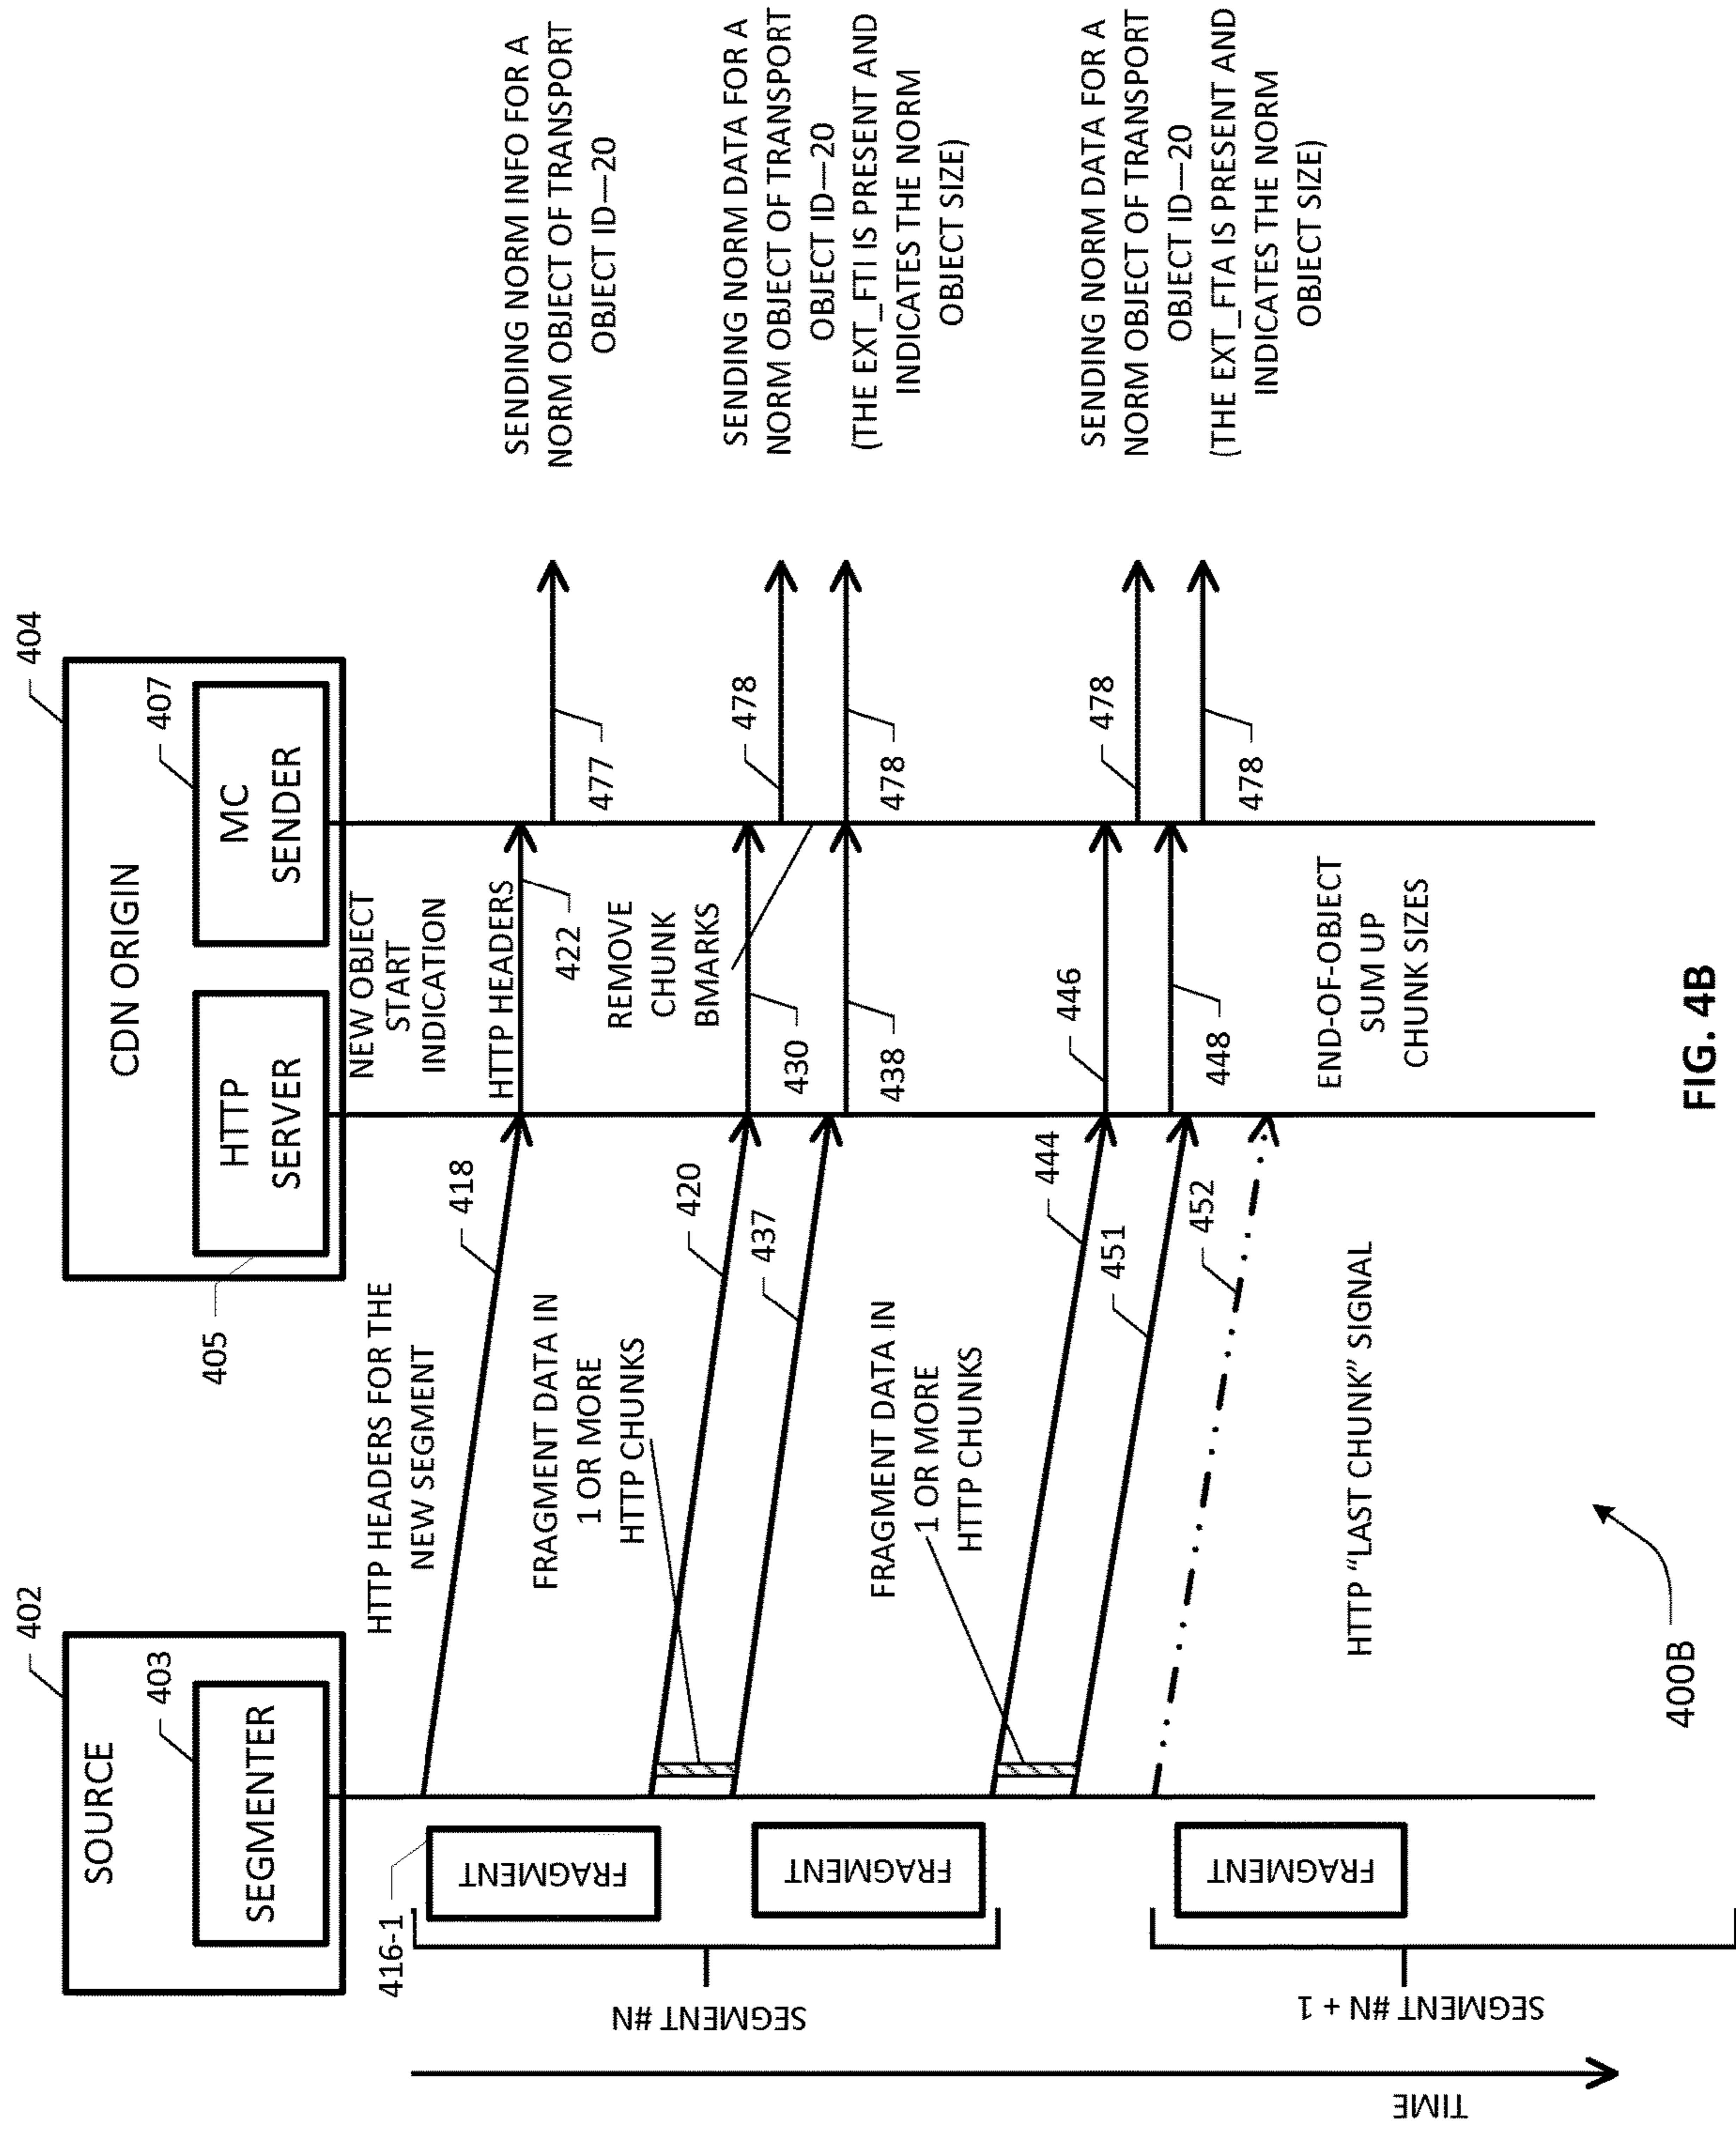 402
SOURCE
403
SEGMENTER
404
CDN ORIGIN
405
HTTP
SERVER
407
MC
SENDER
TIME
SEGMENT #N
SEGMENT #N + 1
416-1
FRAGMENT
FRAGMENT
FRAGMENT
HTTP HEADERS FOR THE
NEW SEGMENT
418
FRAGMENT DATA IN
1 OR MORE
HTTP CHUNKS
420
437
FRAGMENT DATA IN
1 OR MORE
HTTP CHUNKS
444
451
452
HTTP “LAST CHUNK” SIGNAL
NEW OBJECT
START
INDICATION
HTTP HEADERS
422
REMOVE
CHUNK
BMARKS
430
438
446
448
END-OF-OBJECT
SUM UP
CHUNK SIZES
477
478
478
478
478
SENDING NORM INFO FOR A
NORM OBJECT OF TRANSPORT
OBJECT ID—20
SENDING NORM DATA FOR A
NORM OBJECT OF TRANSPORT
OBJECT ID—20
(THE EXT_FTI IS PRESENT AND
INDICATES THE NORM
OBJECT SIZE)
SENDING NORM DATA FOR A
NORM OBJECT OF TRANSPORT
OBJECT ID—20
(THE EXT_FTA IS PRESENT AND
INDICATES THE NORM
OBJECT SIZE)
400B
FIG. 4B